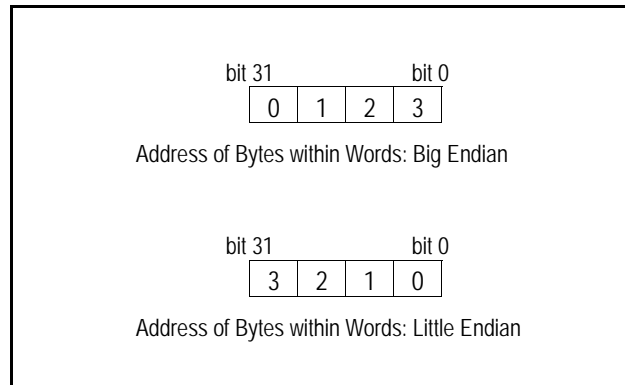 bit 31 bit 0
0 1 2 3
Address of Bytes within Words: Big Endian
bit 31 bit 0
3 2 1 0
Address of Bytes within Words: Little Endian